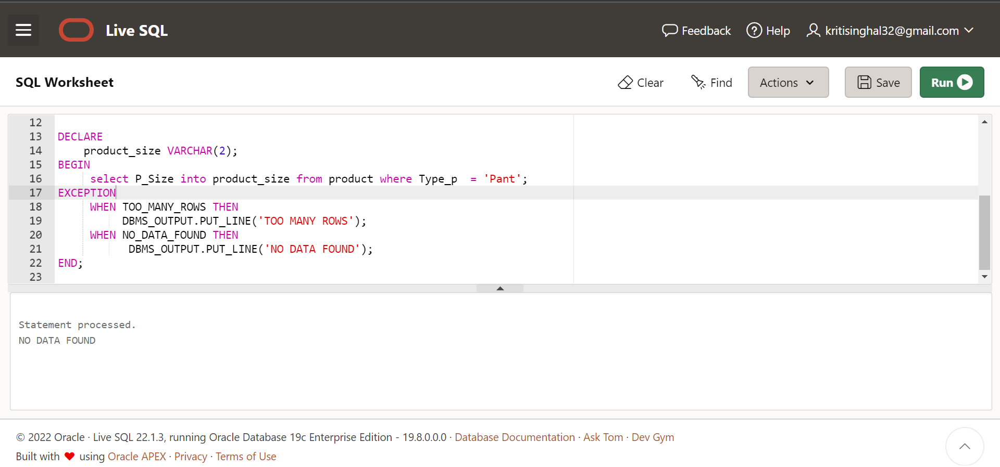 Live SQL
Feedback
Help
kritisinghal32@gmail.com
SQL Worksheet
Clear
Find
Actions
Save
Run
12
13 DECLARE
14     product_size VARCHAR(2);
15 BEGIN
16      select P_Size into product_size from product where Type_p  = 'Pant';
17 EXCEPTION
18      WHEN TOO_MANY_ROWS THEN
19           DBMS_OUTPUT.PUT_LINE('TOO MANY ROWS');
20      WHEN NO_DATA_FOUND THEN
21            DBMS_OUTPUT.PUT_LINE('NO DATA FOUND');
22 END;
23
Statement processed.
NO DATA FOUND
© 2022 Oracle · Live SQL 22.1.3, running Oracle Database 19c Enterprise Edition - 19.8.0.0.0 · Database Documentation · Ask Tom · Dev Gym
Built with ♥ using Oracle APEX · Privacy · Terms of Use